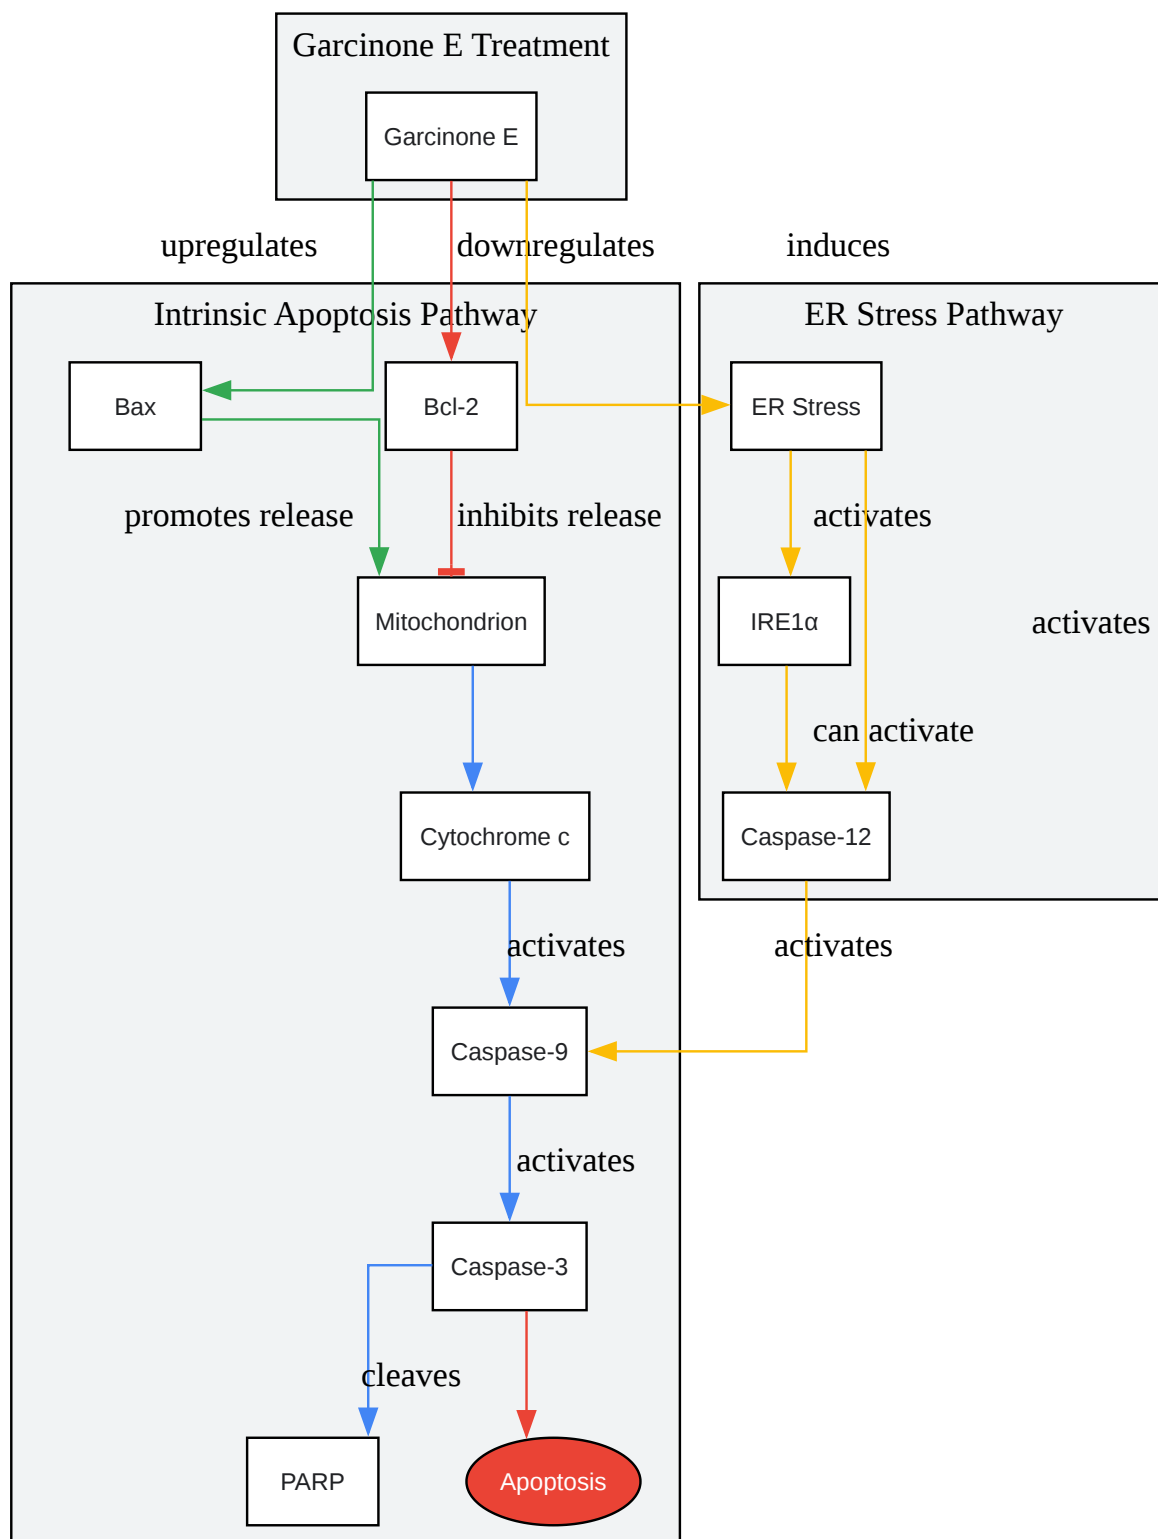 Garcinone E Treatment
Garcinone E
upregulates
downregulates
induces
Intrinsic Apoptosis Pathway
ER Stress Pathway
Bax
Bcl-2
ER Stress
promotes release
inhibits release
activates
Mitochondrion
IRE1α
activates
can activate
Cytochrome c
Caspase-12
activates
activates
Caspase-9
activates
Caspase-3
cleaves
PARP
Apoptosis